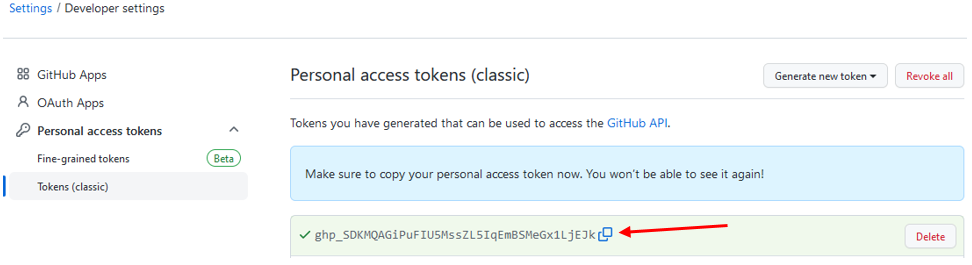 Settings / Developer settings
GitHub Apps
OAuth Apps
Personal access tokens
Fine-grained tokens Beta
Tokens (classic)
Personal access tokens (classic) Generate new token Revoke all
Tokens you have generated that can be used to access the GitHub API.
Make sure to copy your personal access token now. You won't be able to see it again!
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 Delete